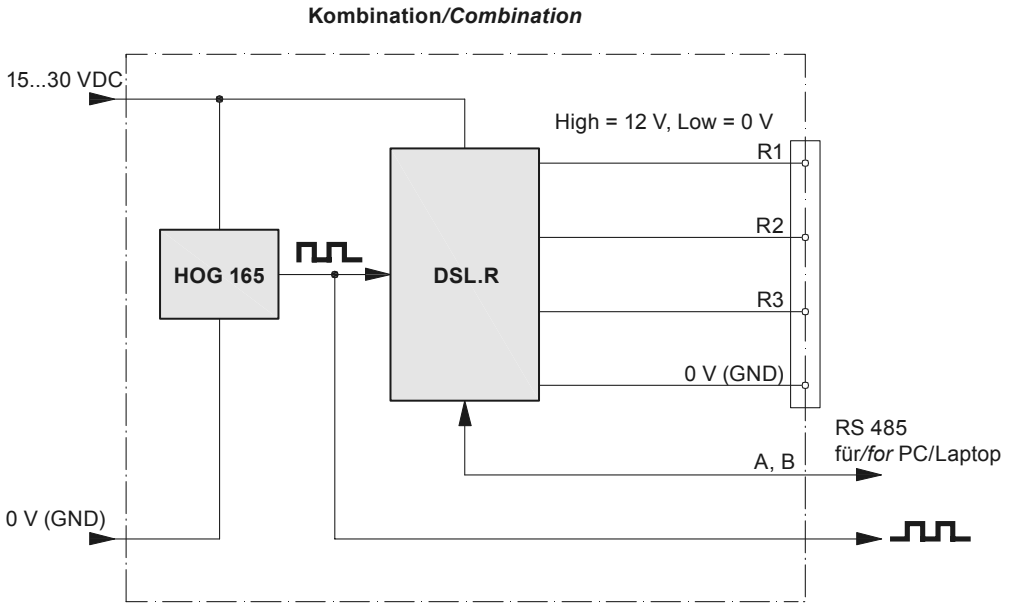 Kombination/Combination
15...30 VDC
High = 12 V, Low = 0 V
R1
R2
HOG 165
DSL.R
R3
0 V (GND)
RS 485
für/for PC/Laptop
A, B
0 V (GND)